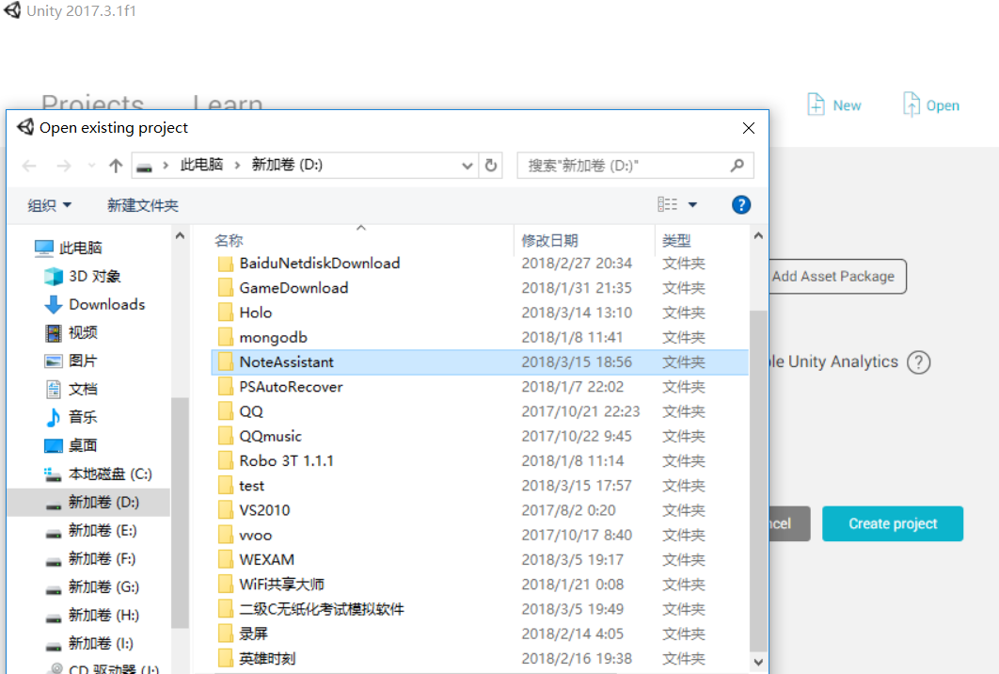 Unity 2017.3.1f1
Projects Learn
New Open
Open existing project
此电脑 新加卷 (D:) 搜索"新加卷 (D:)"
组织 新建文件夹
名称 修改日期 类型
此电脑
3D 对象
Downloads
视频
图片
文档
音乐
桌面
本地磁盘 (C:)
新加卷 (D:)
新加卷 (E:)
新加卷 (F:)
新加卷 (G:)
新加卷 (H:)
新加卷 (I:)
CD 驱动器 (J:)
BaiduNetdiskDownload 2018/2/27 20:34 文件夹
GameDownload 2018/1/31 21:35 文件夹
Holo 2018/3/14 13:10 文件夹
mongodb 2018/1/8 11:41 文件夹
NoteAssistant 2018/3/15 18:56 文件夹
PSAutoRecover 2018/1/7 22:02 文件夹
QQ 2017/10/21 22:23 文件夹
QQmusic 2017/10/22 9:45 文件夹
Robo 3T 1.1.1 2018/1/8 11:14 文件夹
test 2018/3/15 17:57 文件夹
VS2010 2017/8/2 0:20 文件夹
vvoo 2017/10/17 8:40 文件夹
WEXAM 2018/3/5 19:17 文件夹
WiFi共享大师 2018/1/21 0:08 文件夹
二级C无纸化考试模拟软件 2018/3/5 19:49 文件夹
录屏 2018/2/14 4:05 文件夹
英雄时刻 2018/2/16 19:38 文件夹
Add Asset Package
ble Unity Analytics ?
ncel Create project